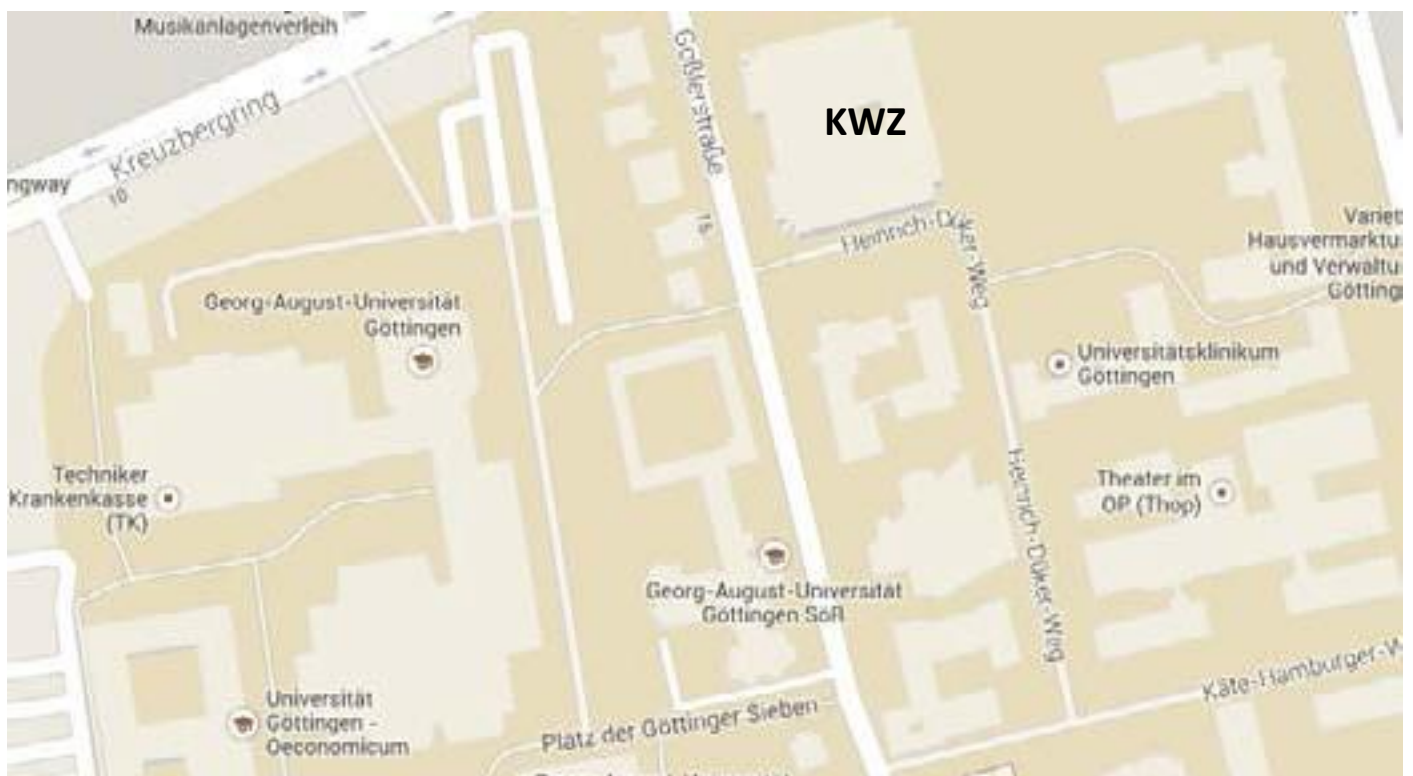 Musikanlagenverleih
Kreuzbergring
10
ngway
Goßlerstraße
KWZ
15
Heinrich-Düker-Weg
Variet
Hausvermarktu
und Verwaltu
Götting
Georg-August-Universität
Göttingen
Universitätsklinikum
Göttingen
Techniker
Krankenkasse
(TK)
Heinrich-Düker-Weg
Theater im
OP (Thop)
Georg-August-Universität
Göttingen SöR
Universität
Göttingen -
Oeconomicum
Platz der Göttinger Sieben
Käte-Hamburger-W